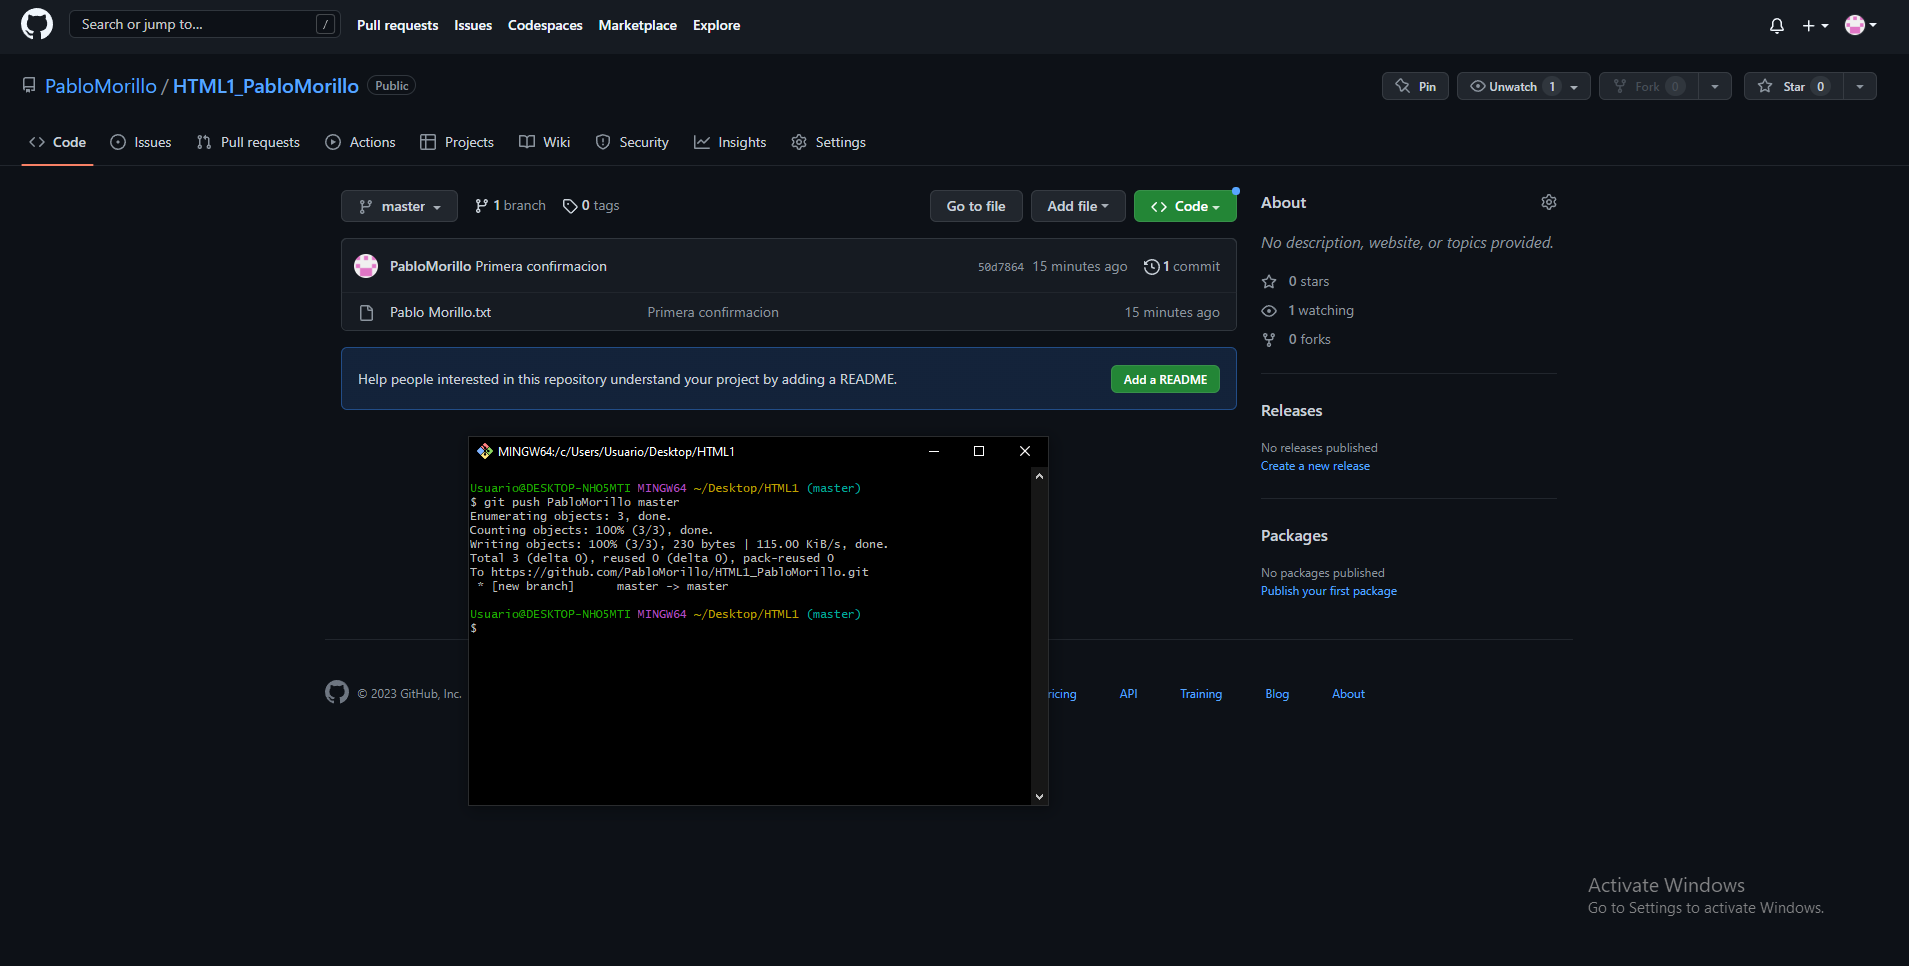 Search or jump to... /
Pull requests Issues Codespaces Marketplace Explore
PabloMorillo / HTML1_PabloMorillo Public
Pin Unwatch 1 Fork 0 Star 0
Code Issues Pull requests Actions Projects Wiki Security Insights Settings
master 1 branch 0 tags
Go to file Add file Code
PabloMorillo Primera confirmacion 50d7864 15 minutes ago 1 commit
Pablo Morillo.txt Primera confirmacion 15 minutes ago
Help people interested in this repository understand your project by adding a README. Add a README
About
No description, website, or topics provided.
0 stars
1 watching
0 forks
Releases
No releases published
Create a new release
Packages
No packages published
Publish your first package
MINGW64:/c/Users/Usuario/Desktop/HTML1
Usuario@DESKTOP-NHO5MTI MINGW64 ~/Desktop/HTML1 (master)
$ git push PabloMorillo master
Enumerating objects: 3, done.
Counting objects: 100% (3/3), done.
Writing objects: 100% (3/3), 230 bytes | 115.00 KiB/s, done.
Total 3 (delta 0), reused 0 (delta 0), pack-reused 0
To https://github.com/PabloMorillo/HTML1_PabloMorillo.git
* [new branch] master -> master
Usuario@DESKTOP-NHO5MTI MINGW64 ~/Desktop/HTML1 (master)
$
© 2023 GitHub, Inc. ricing API Training Blog About
Activate Windows
Go to Settings to activate Windows.